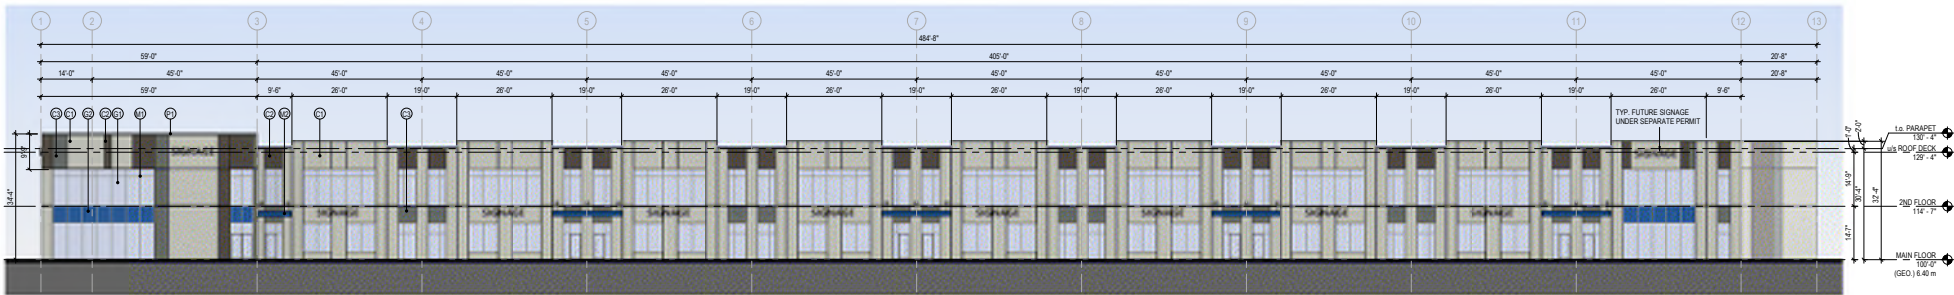 1 2 3 4 5 6 7 8 9 10 11 12 13
484'-8"
59'-0" 405'-0" 20'-8"
14'-0" 45'-0" 45'-0" 45'-0" 45'-0" 45'-0" 45'-0" 45'-0" 45'-0" 45'-0" 45'-0" 20'-8"
59'-0" 9'-6" 26'-0" 19'-0" 26'-0" 19'-0" 26'-0" 19'-0" 26'-0" 19'-0" 26'-0" 19'-0" 26'-0" 19'-0" 26'-0" 19'-0" 26'-0" 19'-0" 26'-0" 9'-6"
C3 C1 G2 C2 G1 M1 P1 C2 M2 C1 C3
TYP. FUTURE SIGNAGE
UNDER SEPARATE PERMIT
t.o. PARAPET
130' - 4"
u/s ROOF DECK
129' - 4"
SIGNAGE SIGNAGE
2ND FLOOR
114' - 7"
SIGNAGE SIGNAGE SIGNAGE SIGNAGE SIGNAGE SIGNAGE SIGNAGE SIGNAGE
34'-4"
1'-0" 2'-0"
14'-9" 30'-4" 32'-4"
14'-7"
MAIN FLOOR
100'-0"
(GEO.) 6.40 m